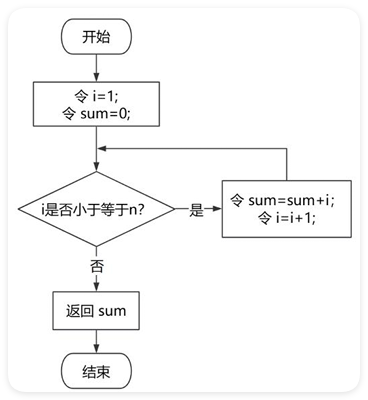 开始
令 i=1;
令 sum=0;
i是否小于等于n?
是
令 sum=sum+i;
令 i=i+1;
否
返回 sum
结束